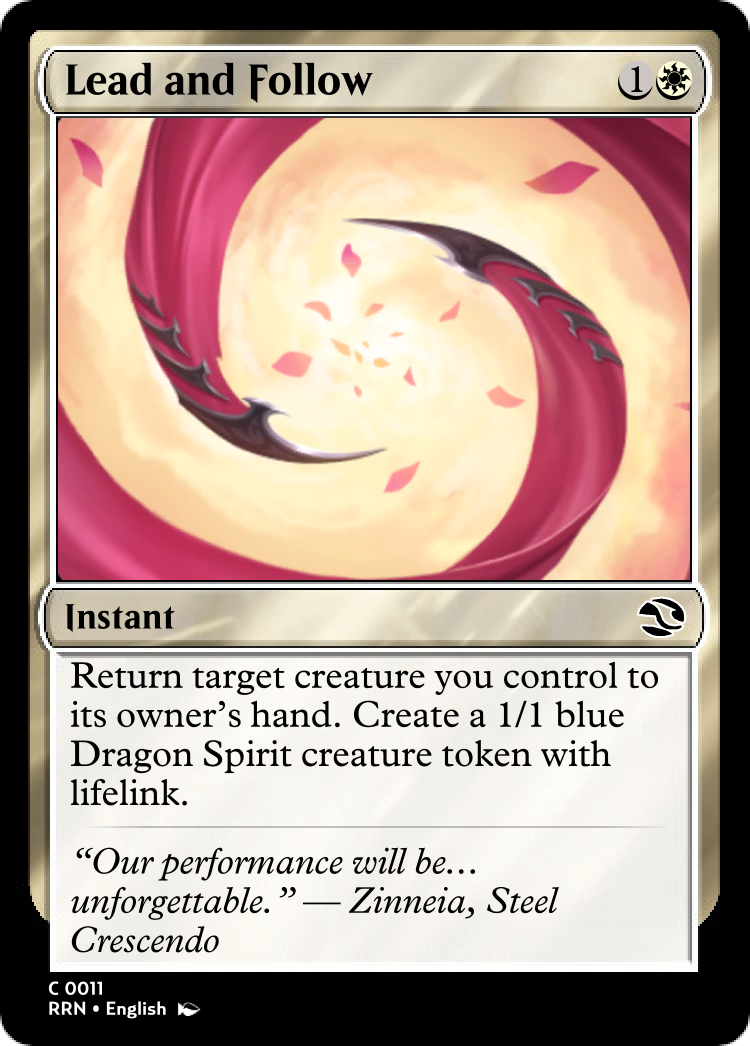 Lead and Follow 1
Instant
Return target creature you control to
its owner’s hand. Create a 1/1 blue
Dragon Spirit creature token with
lifelink.
“Our performance will be…
unforgettable.” — Zinneia, Steel
Crescendo
C 0011
RRN • English